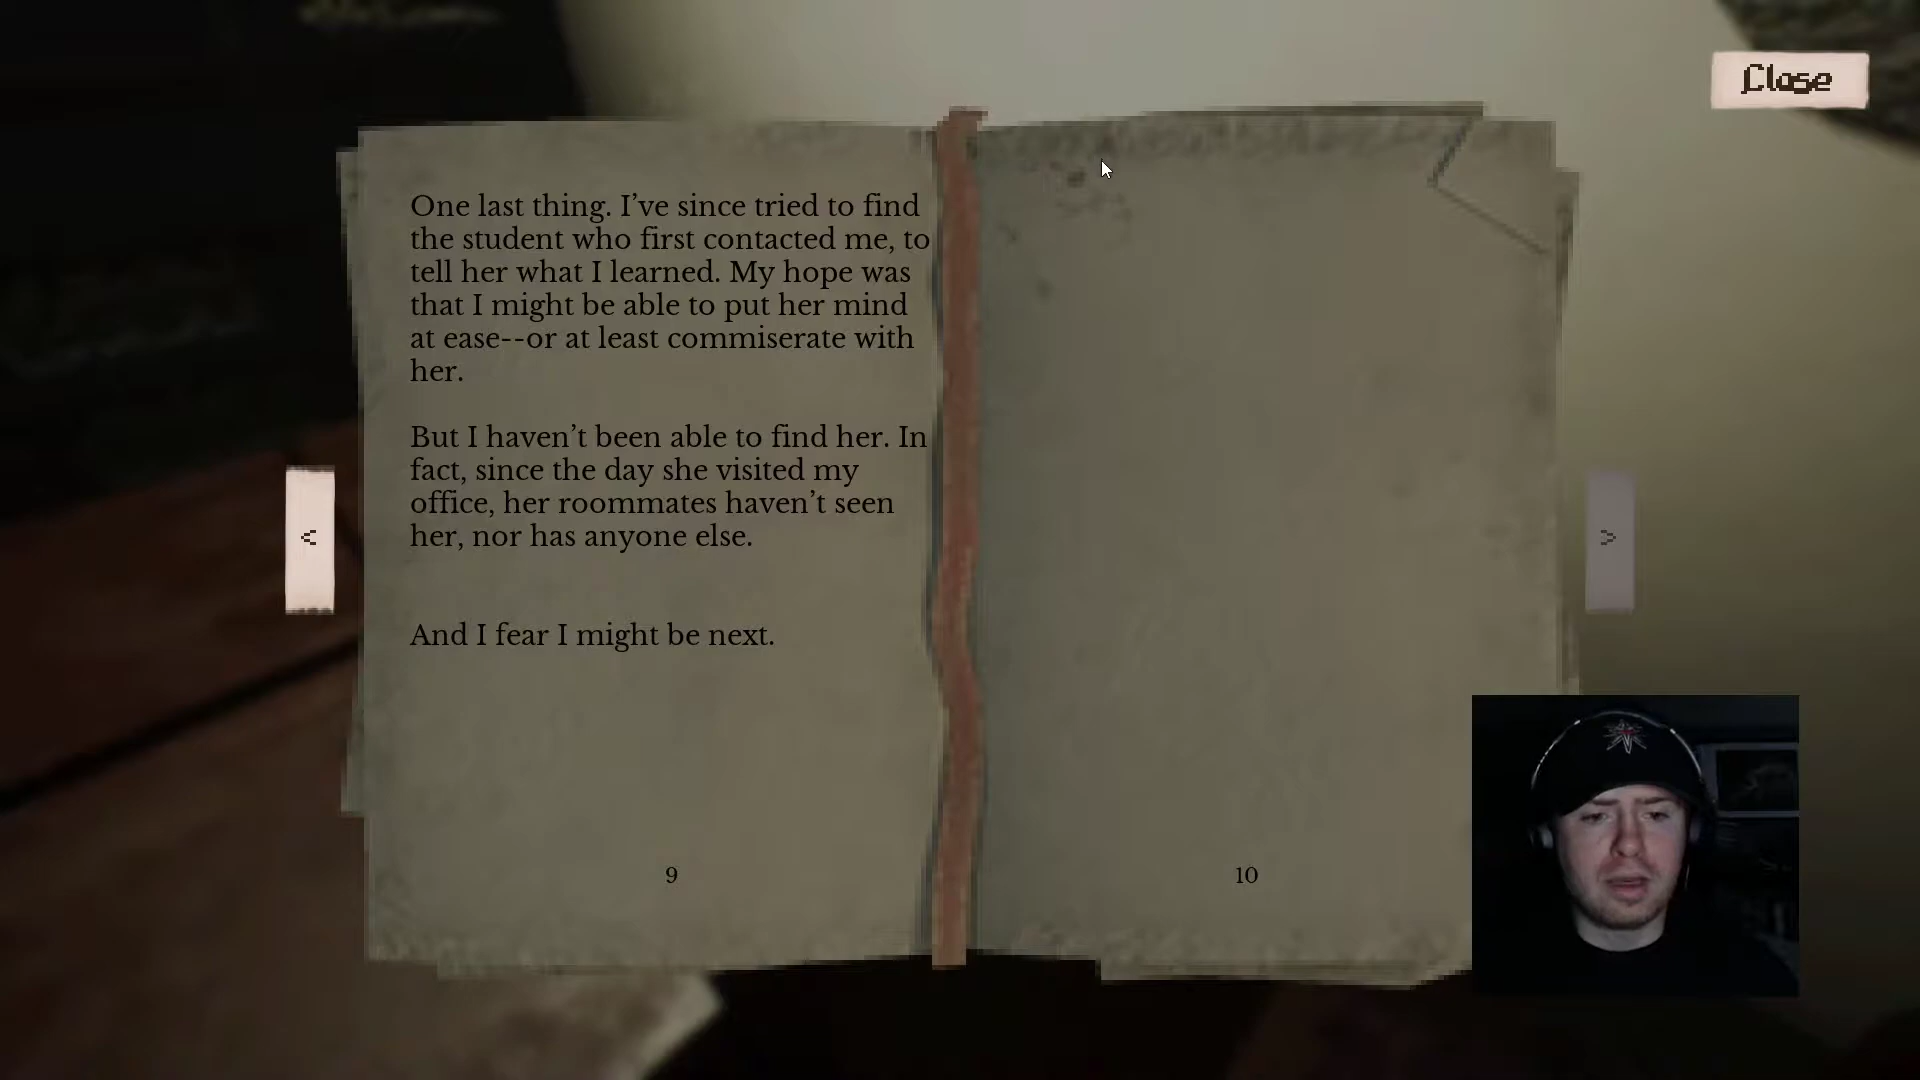 Close
One last thing. I’ve since tried to find
the student who first contacted me, to
tell her what I learned. My hope was
that I might be able to put her mind
at ease--or at least commiserate with
her.
But I haven’t been able to find her. In
fact, since the day she visited my
office, her roommates haven’t seen
her, nor has anyone else.
<
>
And I fear I might be next.
9
10